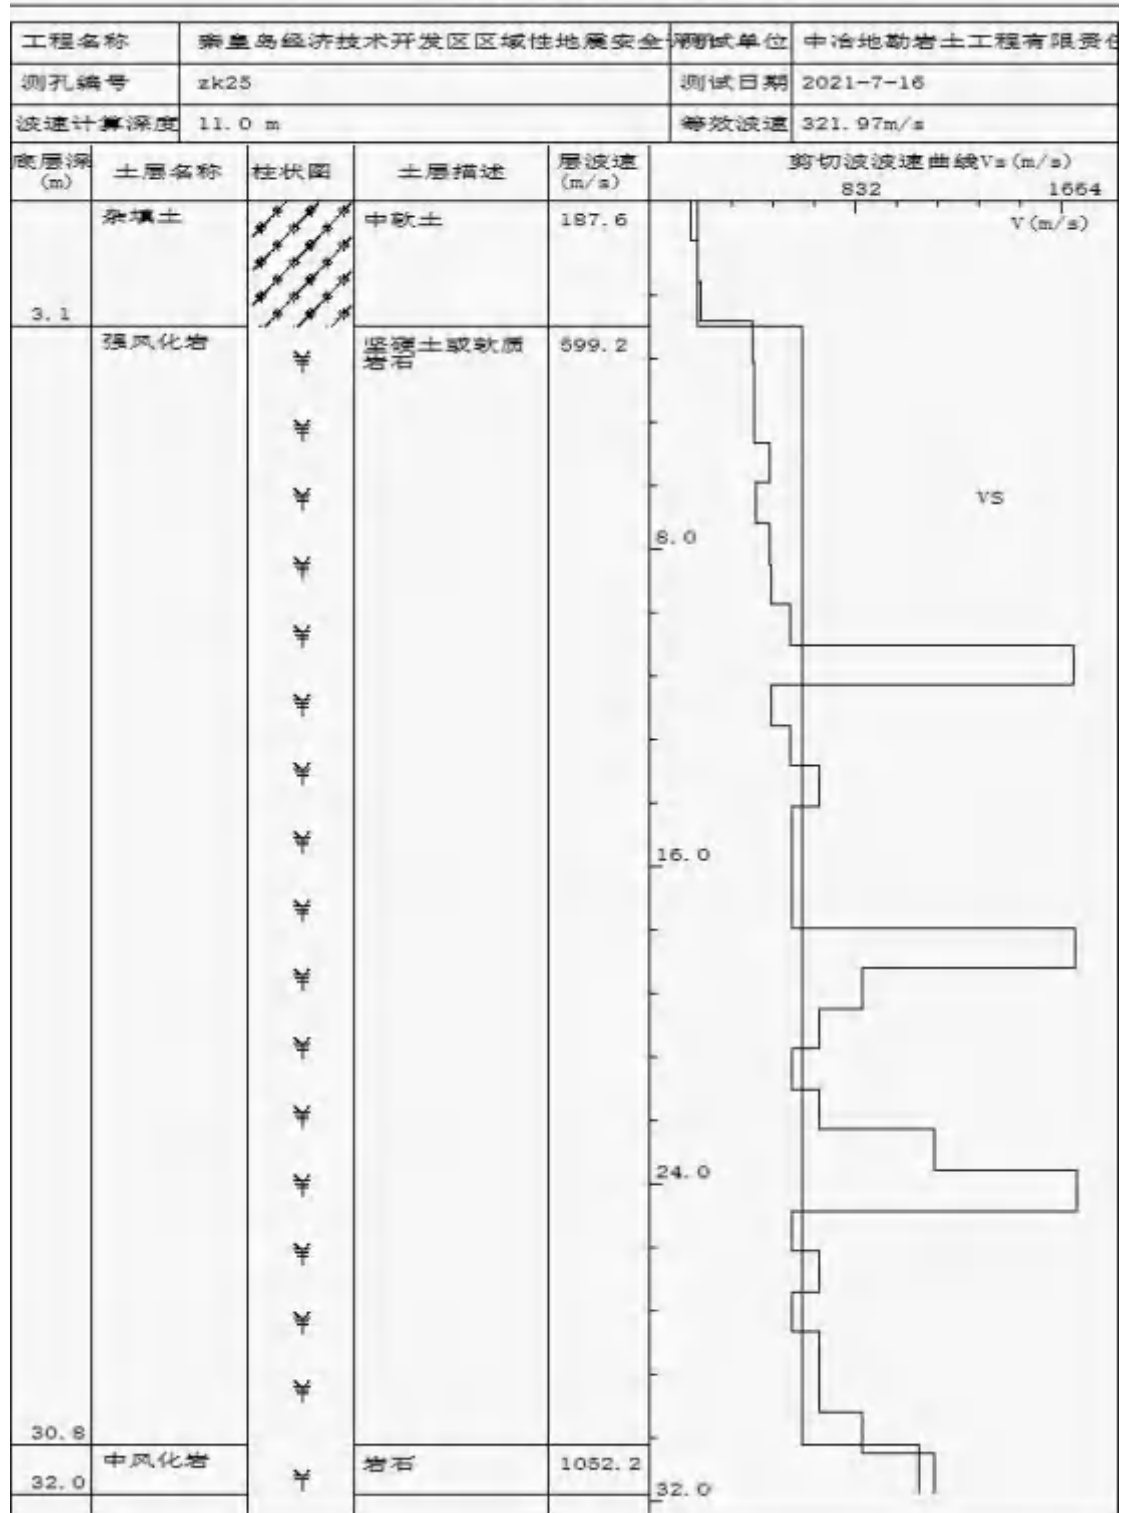 工程名称 秦皇岛经济技术开发区区域性地震安全 测试单位 中冶地勘岩土工程有限责任
测孔编号 zk25 测试日期 2021-7-16
波速计算深度 11.0 m 等效波速 321.97m/s
底层深 (m) 土层名称 柱状图 土层描述 层波速 (m/s) 剪切波波速曲线Vs(m/s)
832 1664
V(m/s)
杂填土 中软土 187.6
3.1
强风化岩 坚硬土或软质 599.2
岩石
VS
8.0
16.0
24.0
30.8
中风化岩 岩石 1052.2
32.0
32.0